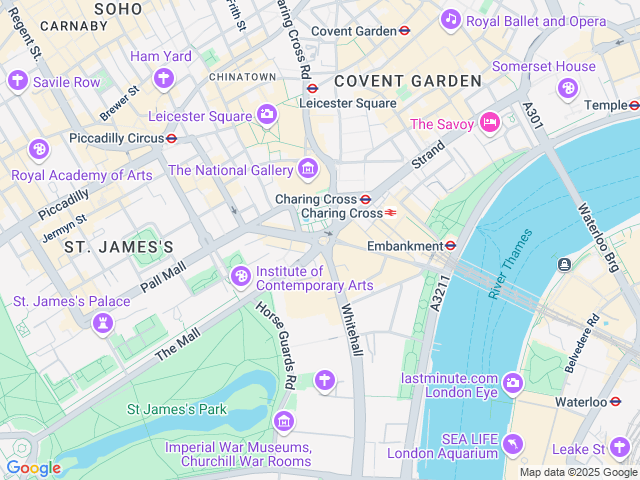 SOHO
CARNABY
Regent St.
Frith St
Charing Cross Rd
Covent Garden
Royal Ballet and Opera
Ham Yard
CHINATOWN
COVENT GARDEN
Somerset House
Savile Row
Brewer St
Leicester Square
Leicester Square
The Savoy
A301
Temple
Piccadilly Circus
Strand
Royal Academy of Arts
The National Gallery
Piccadilly
Jermyn St
Charing Cross
Charing Cross
Waterloo Brg
ST. JAMES'S
Pall Mall
Embankment
River Thames
Institute of
Contemporary Arts
A3211
St. James's Palace
The Mall
Horse Guards Rd
Whitehall
Belvedere Rd
lastminute.com
London Eye
Waterloo
St James's Park
Imperial War Museums,
Churchill War Rooms
SEA LIFE
London Aquarium
Leake St
Google
Map data ©2025 Google